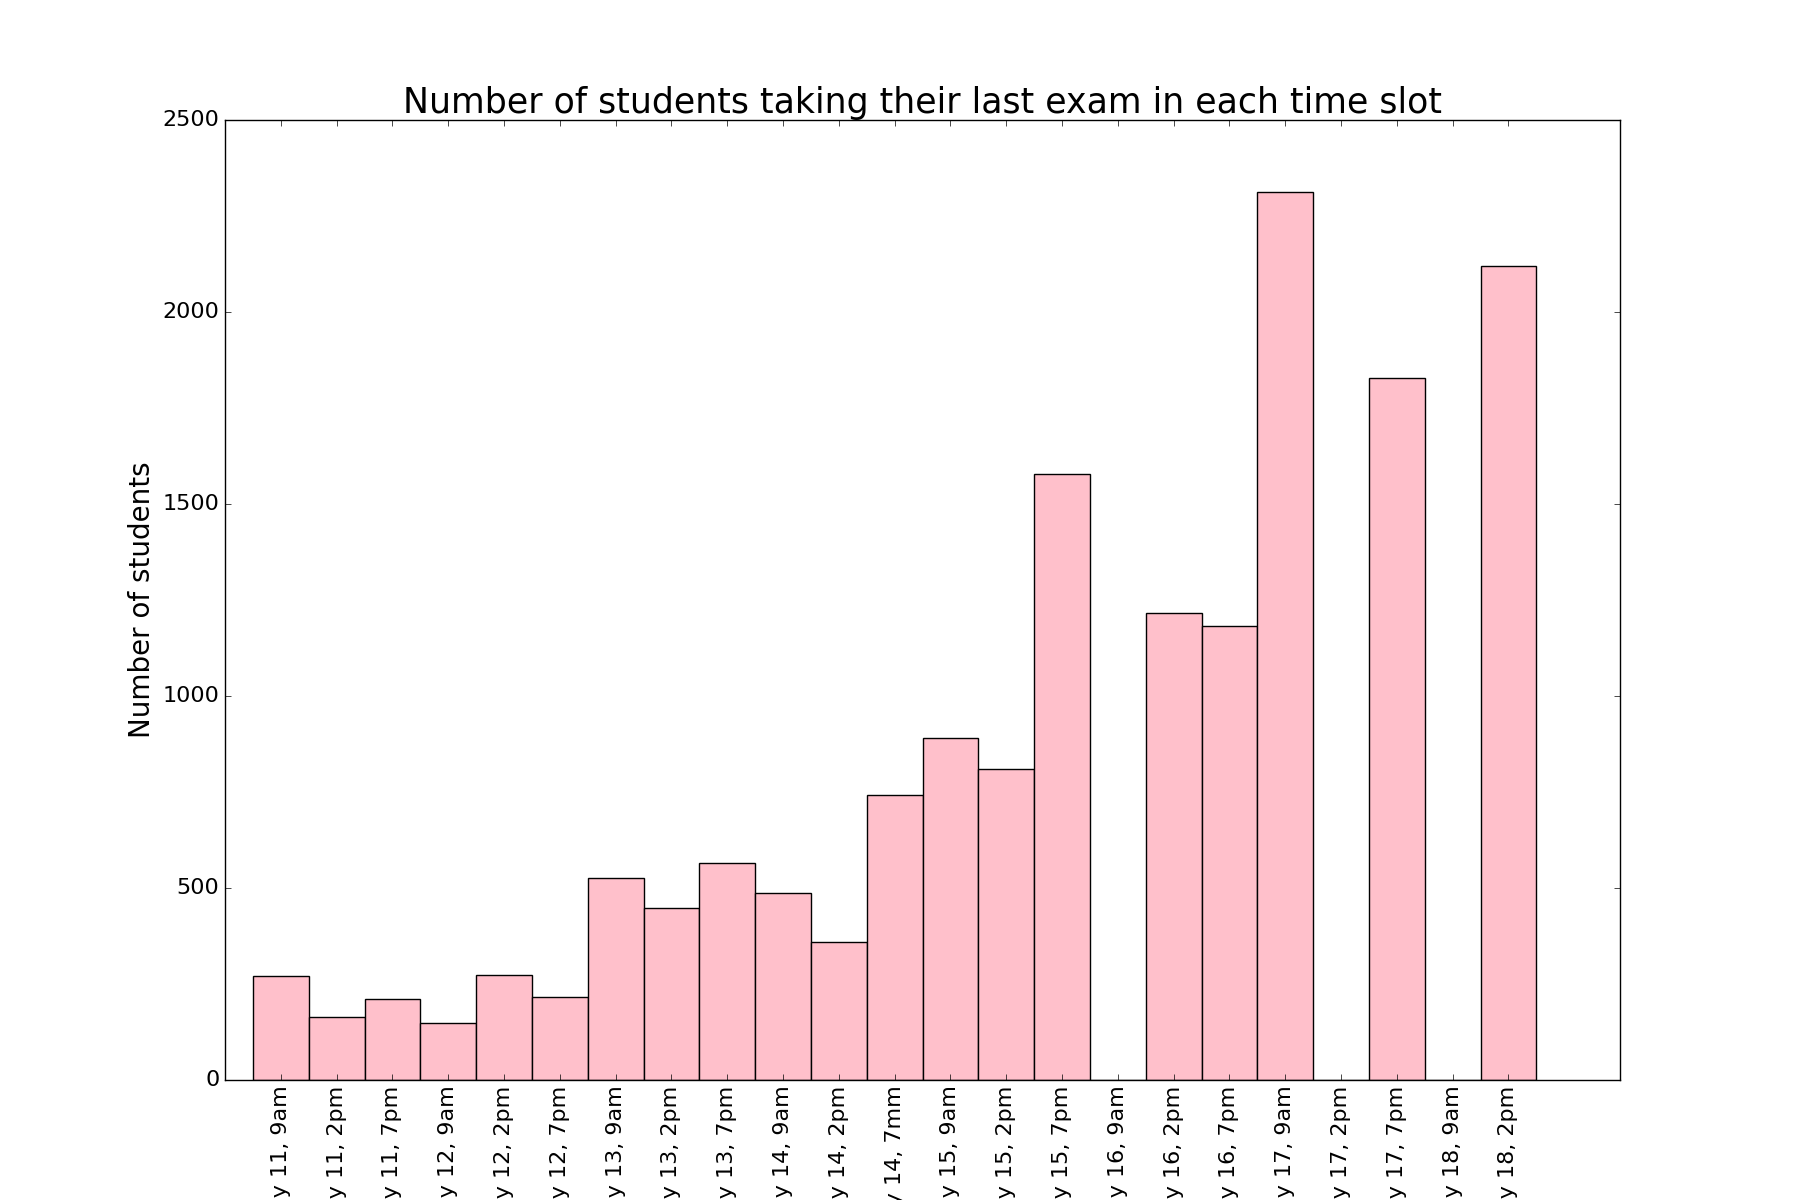 Number of students taking their last exam in each time slot
Number of students
2500
2000
1500
1000
500
0
y 11, 9am
y 11, 2pm
y 11, 7pm
y 12, 9am
y 12, 2pm
y 12, 7pm
y 13, 9am
y 13, 2pm
y 13, 7pm
y 14, 9am
y 14, 2pm
y 14, 7mm
y 15, 9am
y 15, 2pm
y 15, 7pm
y 16, 9am
y 16, 2pm
y 16, 7pm
y 17, 9am
y 17, 2pm
y 17, 7pm
y 18, 9am
y 18, 2pm